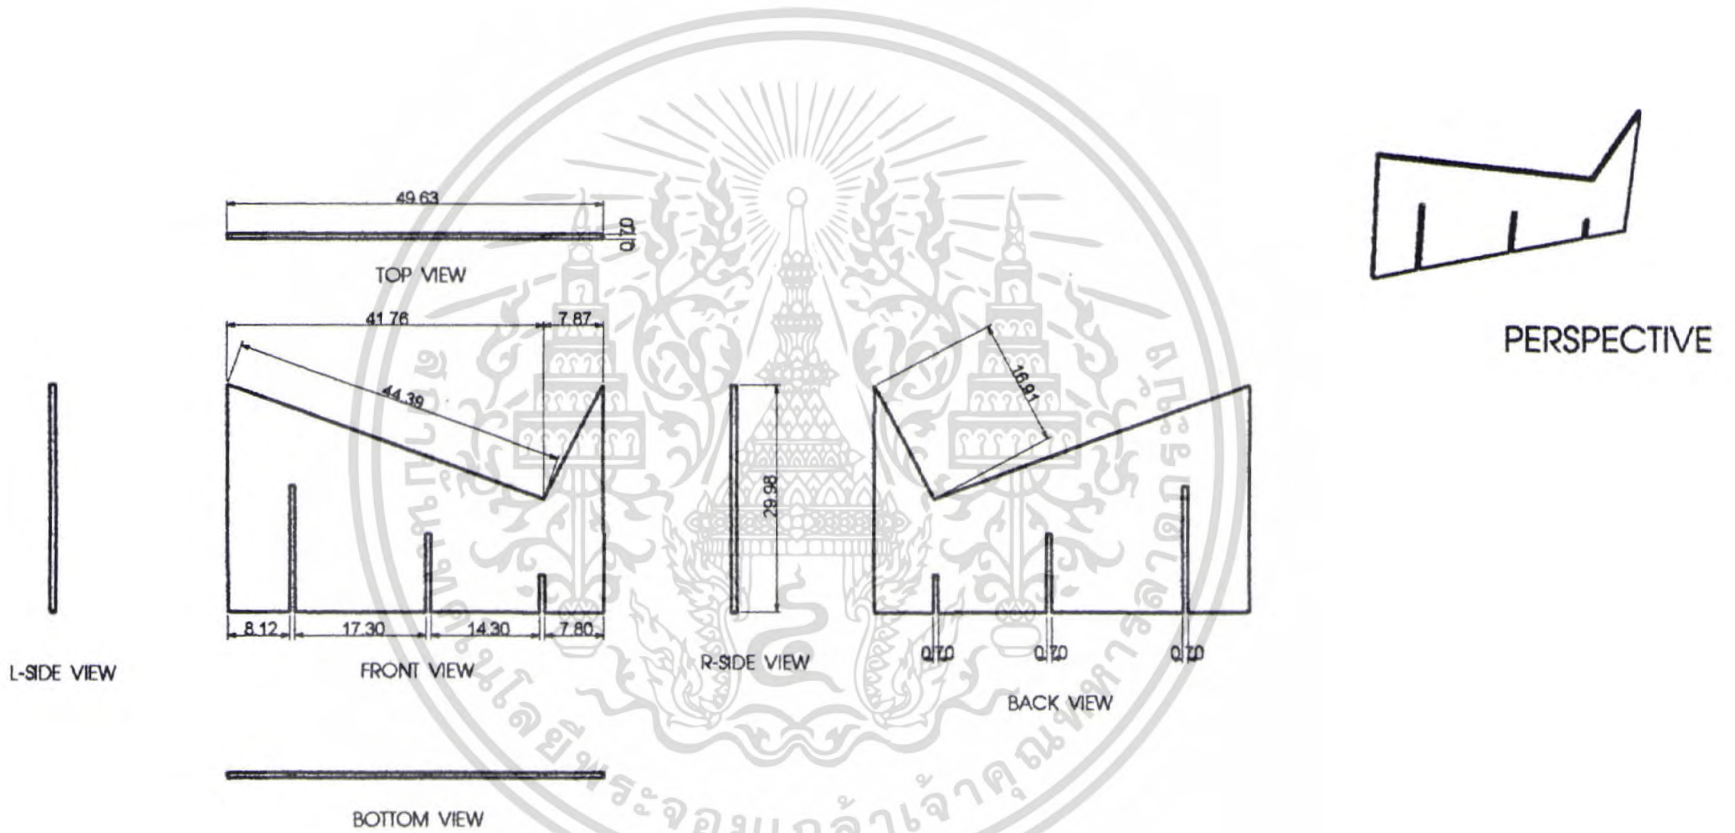 49.63
0.70
TOP VIEW
41.76
7.87
44.39
16.91
29.98
PERSPECTIVE
8.12
17.30
14.30
7.80
0.70
0.70
0.70
L-SIDE VIEW
FRONT VIEW
R-SIDE VIEW
BACK VIEW
BOTTOM VIEW